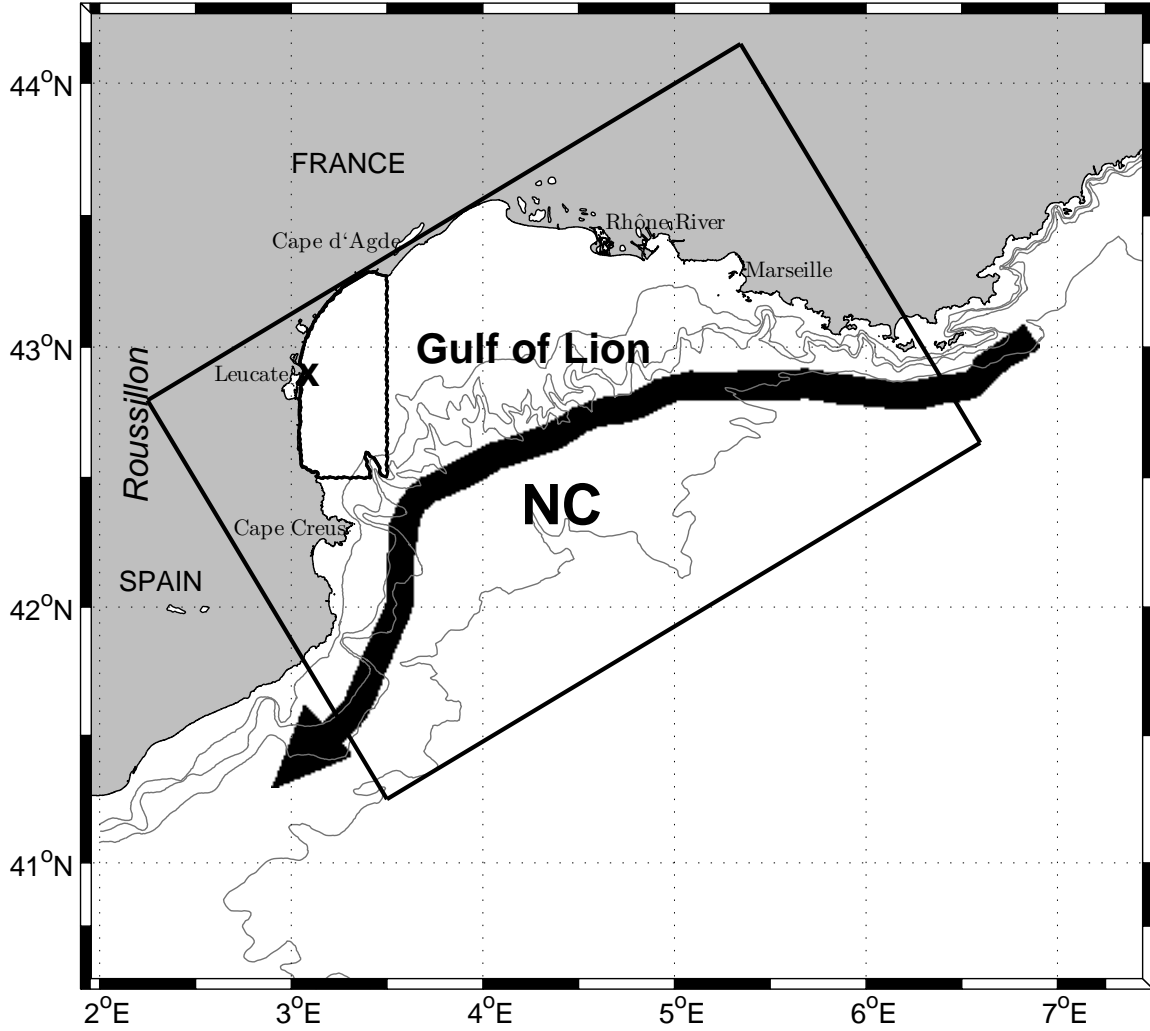 44°N
FRANCE
Rhône River
Cape d‘Agde
Marseille
43°N
Gulf of Lion
Leucate
x
Roussillon
NC
Cape Creus
SPAIN
42°N
41°N
2°E
3°E
4°E
5°E
6°E
7°E